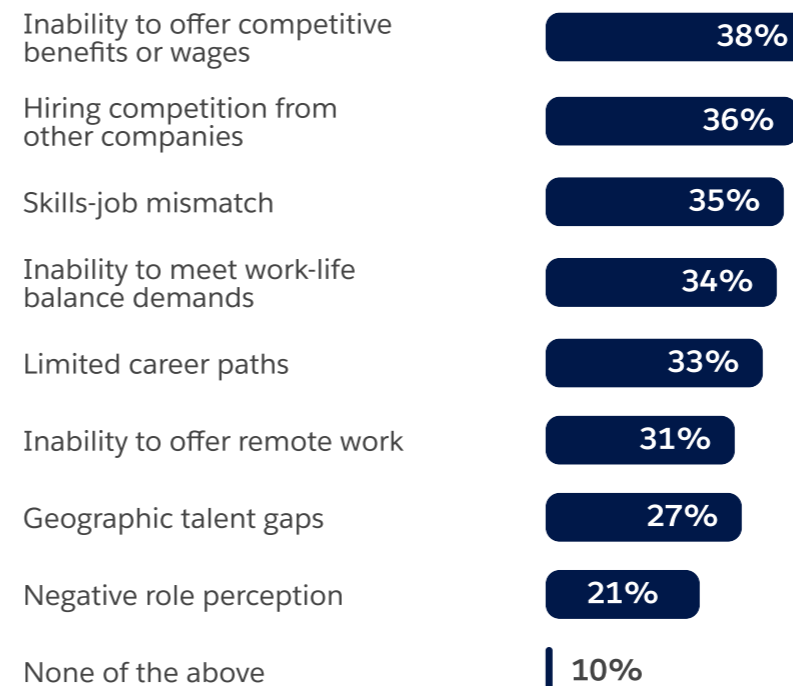 Inability to offer competitive
benefits or wages
38%
Hiring competition from
other companies
36%
Skills-job mismatch
35%
Inability to meet work-life
balance demands
34%
Limited career paths
33%
Inability to offer remote work
31%
Geographic talent gaps
27%
Negative role perception
21%
None of the above
10%